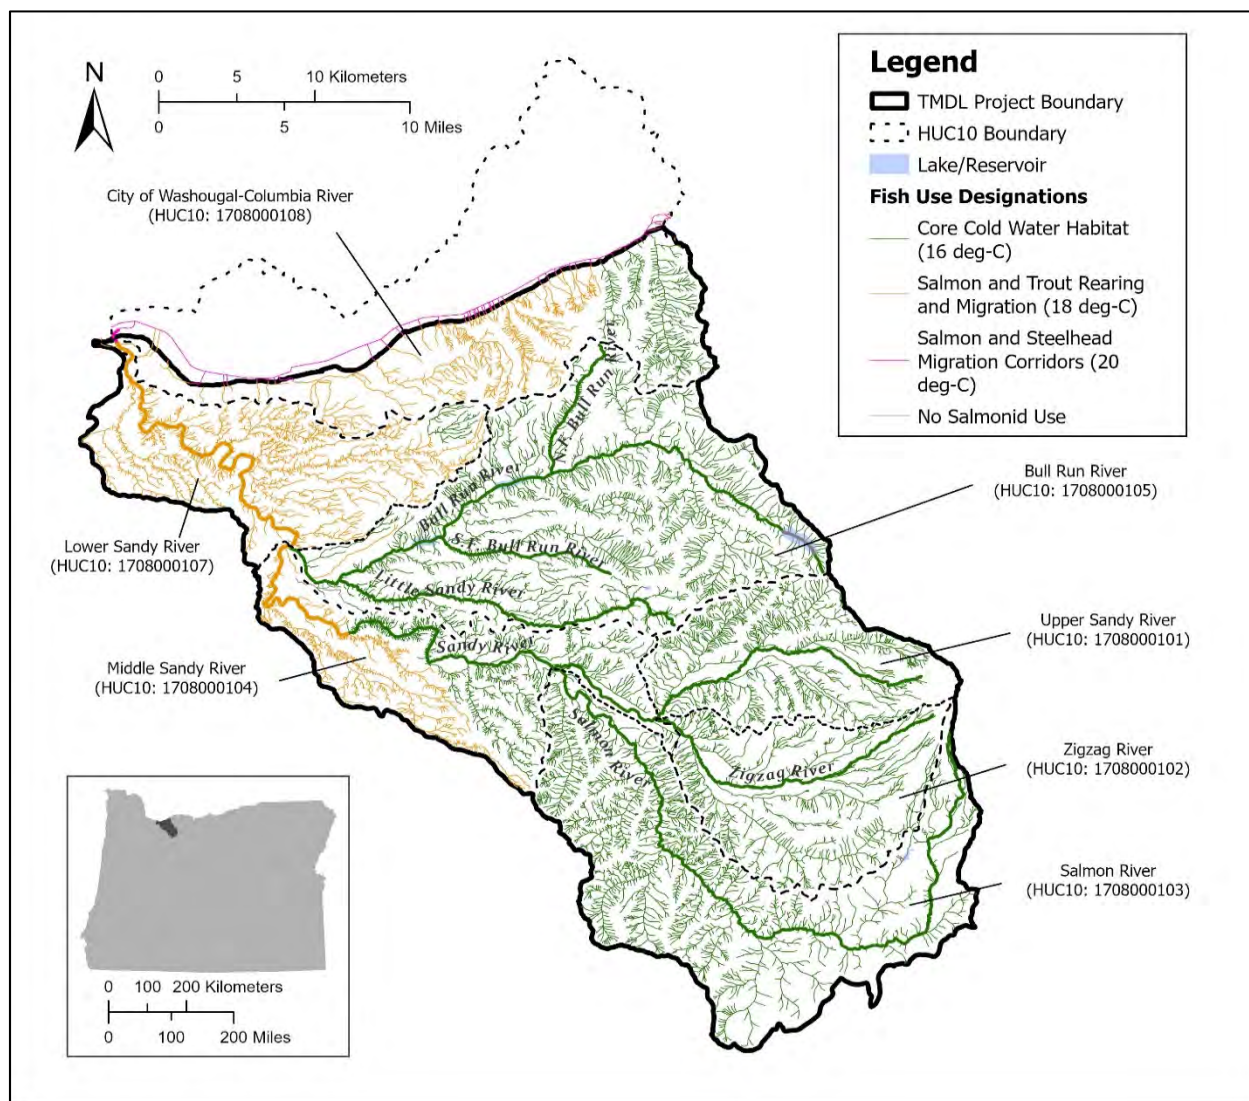 N
0 5 10 Kilometers
0 5 10 Miles
City of Washougal-Columbia River
(HUC10: 1708000108)
Legend
TMDL Project Boundary
HUC10 Boundary
Lake/Reservoir
Fish Use Designations
Core Cold Water Habitat
(16 deg-C)
Salmon and Trout Rearing
and Migration (18 deg-C)
Salmon and Steelhead
Migration Corridors (20
deg-C)
No Salmonid Use
N.F. Bull Run River
Bull Run River
Bull Run River
(HUC10: 1708000105)
S.F. Bull Run River
Lower Sandy River
(HUC10: 1708000107)
Little Sandy River
Upper Sandy River
(HUC10: 1708000101)
Sandy River
Middle Sandy River
(HUC10: 1708000104)
Salmon River
Zigzag River
Zigzag River
(HUC10: 1708000102)
Salmon River
(HUC10: 1708000103)
0 100 200 Kilometers
0 100 200 Miles